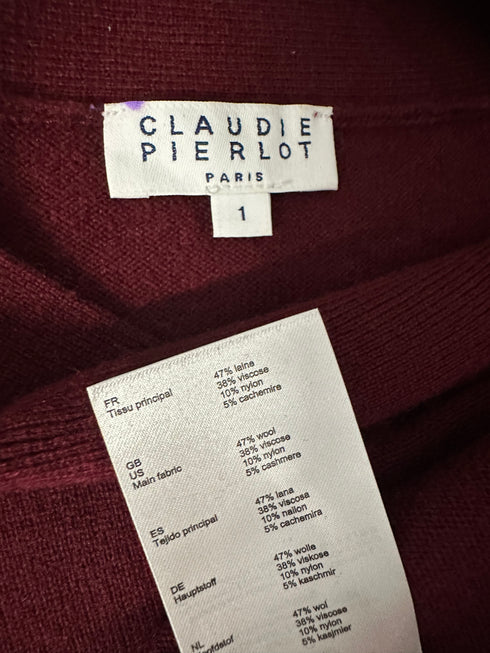 CLAUDIE
PIERLOT
PARIS
1
FR
Tissu principal
47% laine
38% viscose
10% nylon
5% cachemire
GB
US
Main fabric
47% wool
38% viscose
10% nylon
5% cashmere
ES
Tejido principal
47% lana
38% viscosa
10% nailon
5% cachemira
DE
Hauptstoff
47% wolle
38% viskose
10% nylon
5% kaschmir
NL
47% wol
38% viscose
10% nylon
5% kasjmier